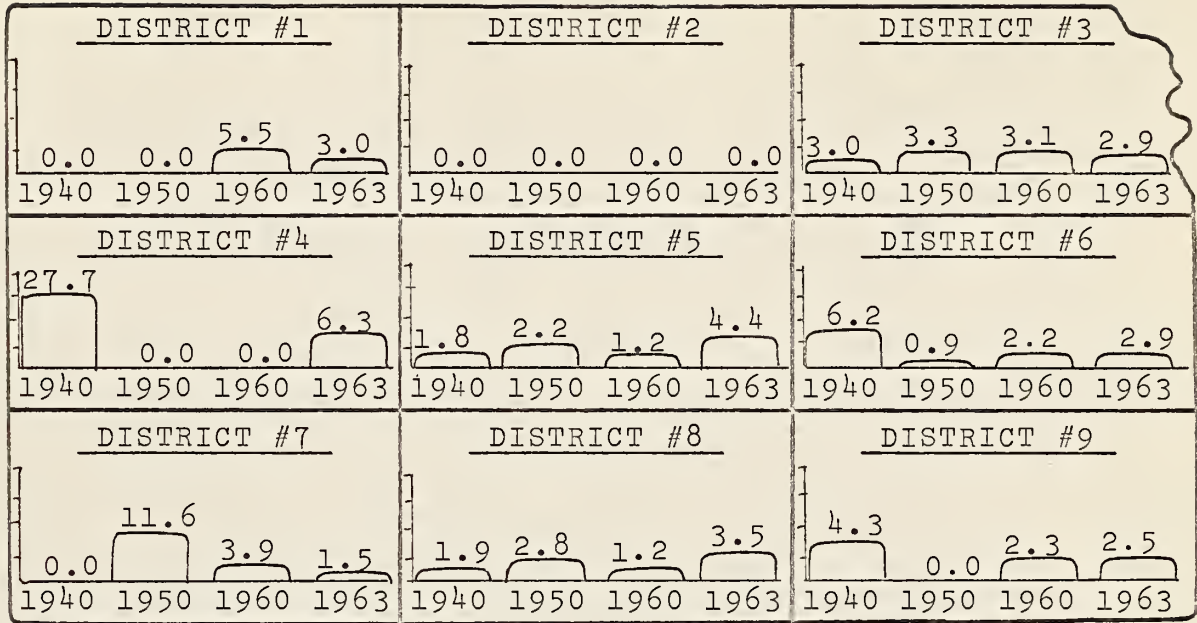 DISTRICT #1
5.5
3.0
0.0 0.0
1940 1950 1960 1963
DISTRICT #2
0.0 0.0 0.0 0.0
1940 1950 1960 1963
DISTRICT #3
3.0 3.3 3.1 2.9
1940 1950 1960 1963
DISTRICT #4
27.7
6.3
0.0 0.0
1940 1950 1960 1963
DISTRICT #5
1.8 2.2 1.2 4.4
1940 1950 1960 1963
DISTRICT #6
6.2 0.9 2.2 2.9
1940 1950 1960 1963
DISTRICT #7
11.6
0.0 3.9 1.5
1940 1950 1960 1963
DISTRICT #8
1.9 2.8 1.2 3.5
1940 1950 1960 1963
DISTRICT #9
4.3 0.0 2.3 2.5
1940 1950 1960 1963